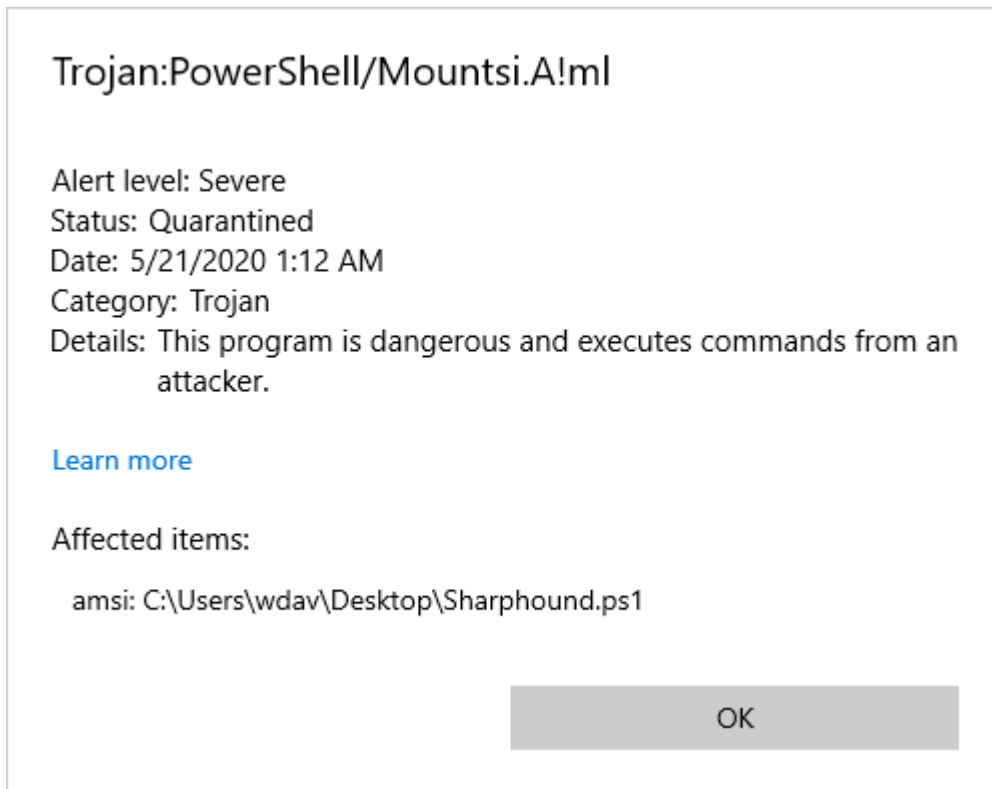 Trojan:PowerShell/Mountsi.A!ml
Alert level: Severe
Status: Quarantined
Date: 5/21/2020 1:12 AM
Category: Trojan
Details: This program is dangerous and executes commands from an
attacker.
Learn more
Affected items:
amsi: C:\Users\wdav\Desktop\Sharphound.ps1
OK